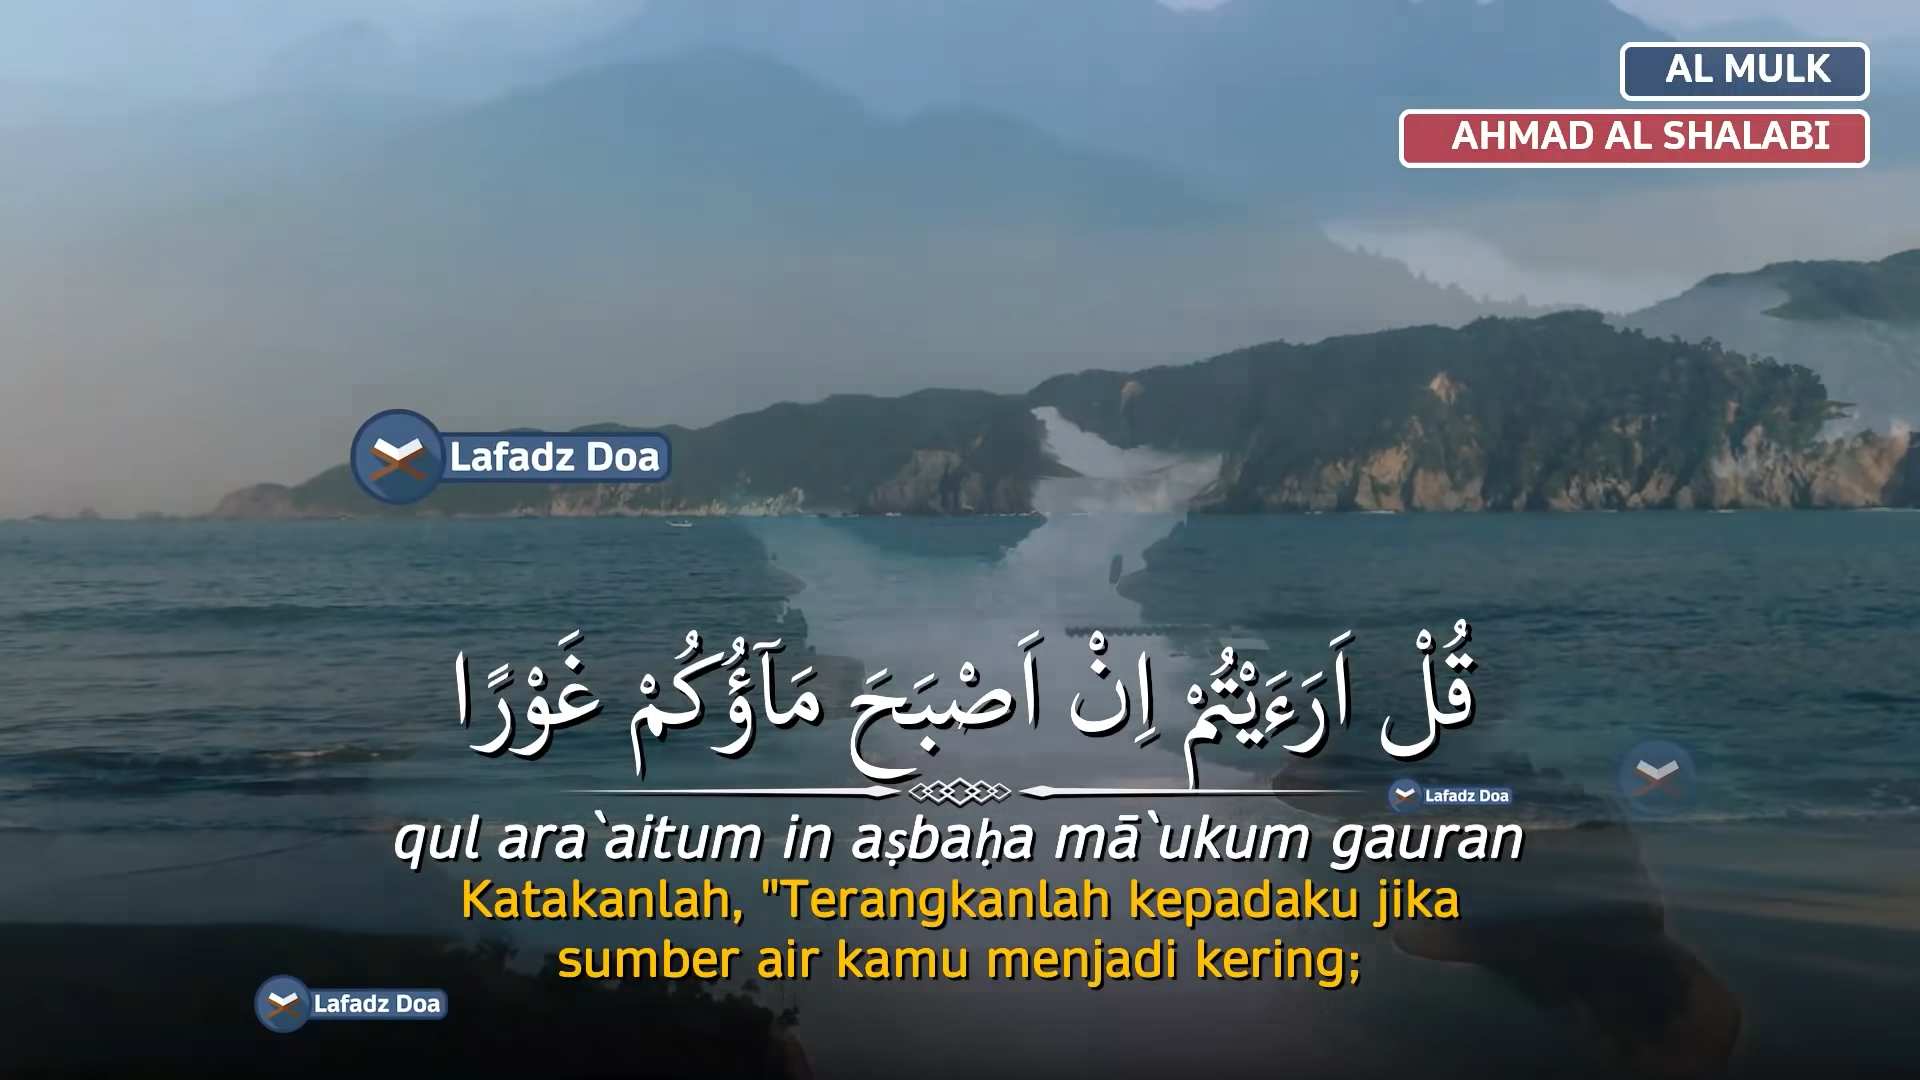 AL MULK
AHMAD AL SHALABI
Lafadz Doa
قُلْ اَرَءَيْتُمْ اِنْ اَصْبَحَ مَاۤؤُكُمْ غَوْرًا
Lafadz Doa
qul ara`aitum in aṣbaḥa mā`ukum gauran
Katakanlah, "Terangkanlah kepadaku jika
sumber air kamu menjadi kering;
Lafadz Doa